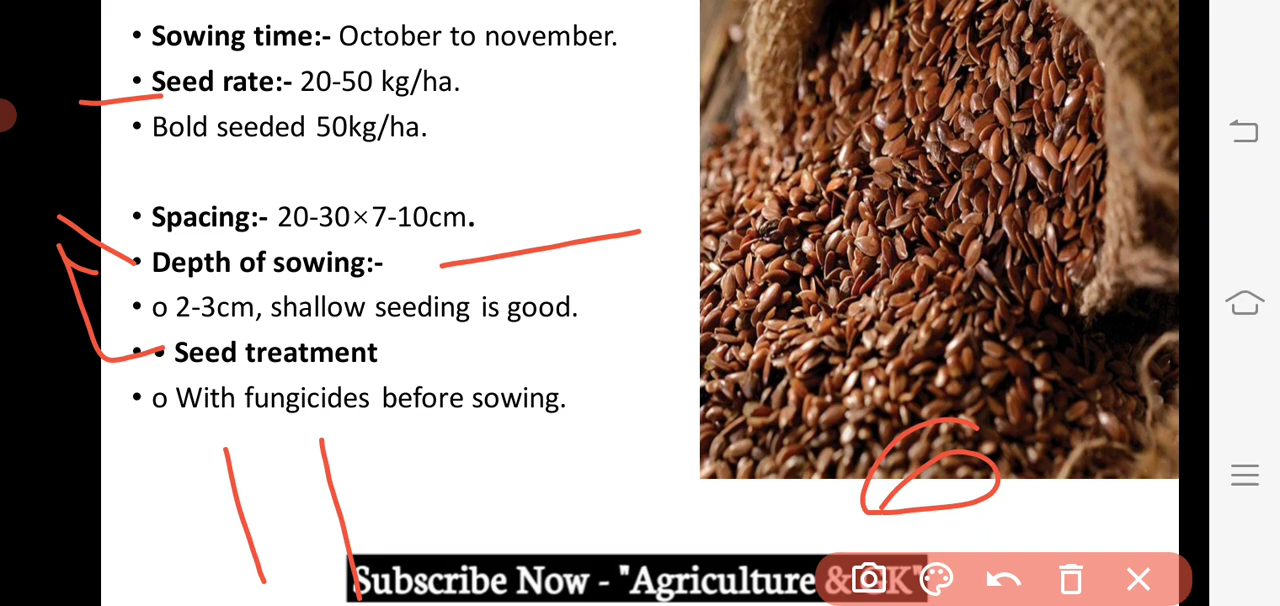 • Sowing time:- October to november.
• Seed rate:- 20-50 kg/ha.
• Bold seeded 50kg/ha.
• Spacing:- 20-30×7-10cm.
• Depth of sowing:-
• o 2-3cm, shallow seeding is good.
• • Seed treatment
• o With fungicides before sowing.
Subscribe Now - "Agriculture & GK"